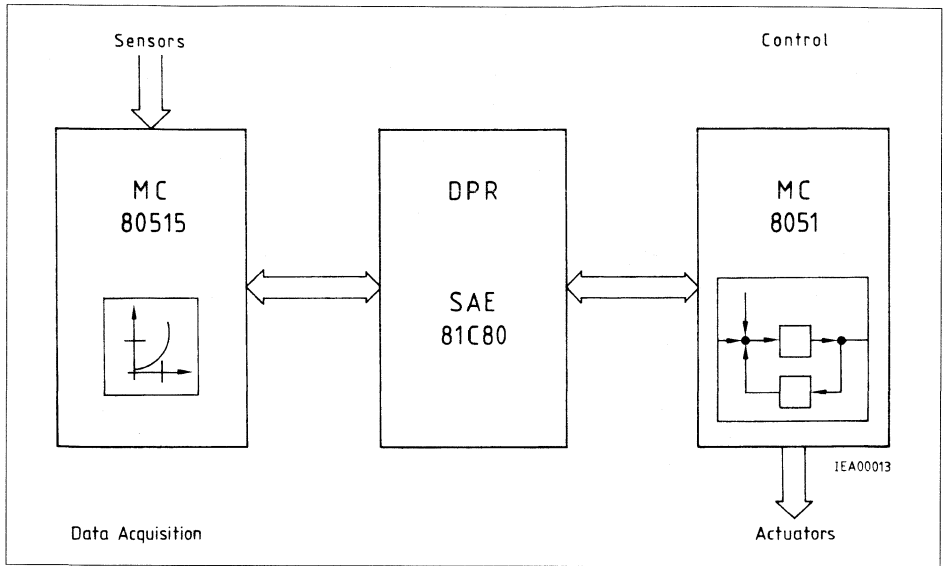 Sensors
Control
MC
80515
DPR
SAE
81C80
MC
8051
IEA00013
Data Acquisition
Actuators